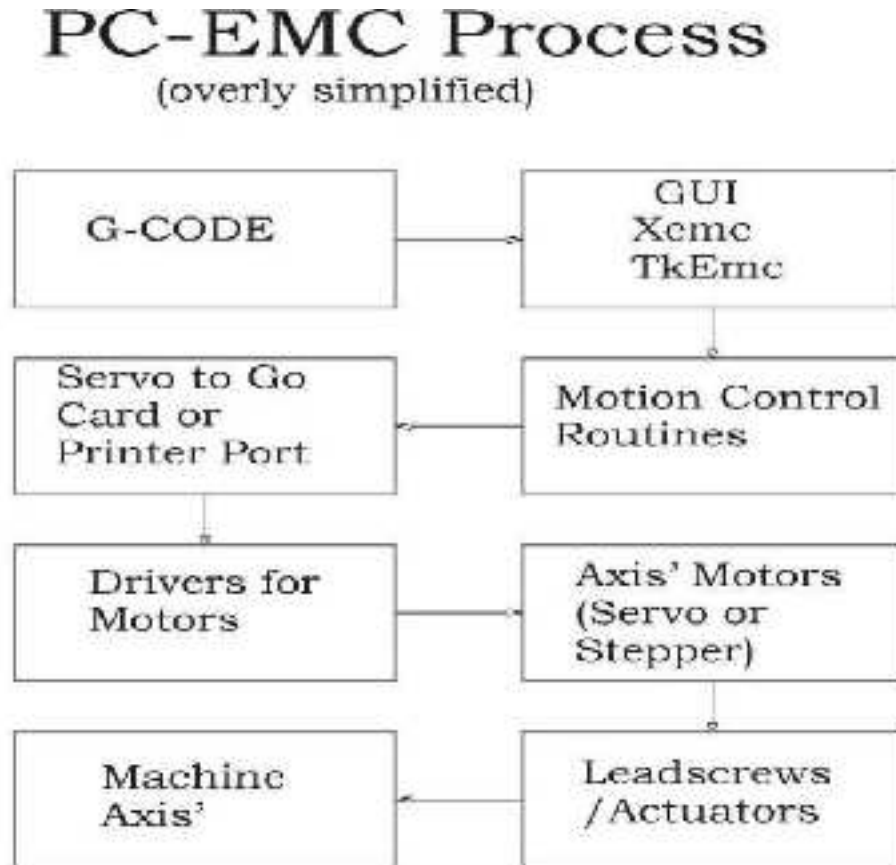 PC-EMC Process
(overly simplified)
G-CODE
GUI
Xemc
TkEmc
Servo to Go
Card or
Printer Port
Motion Control
Routines
Drivers for
Motors
Axis' Motors
(Servo or
Stepper)
Machine
Axis'
Leadscrews
/Actuators